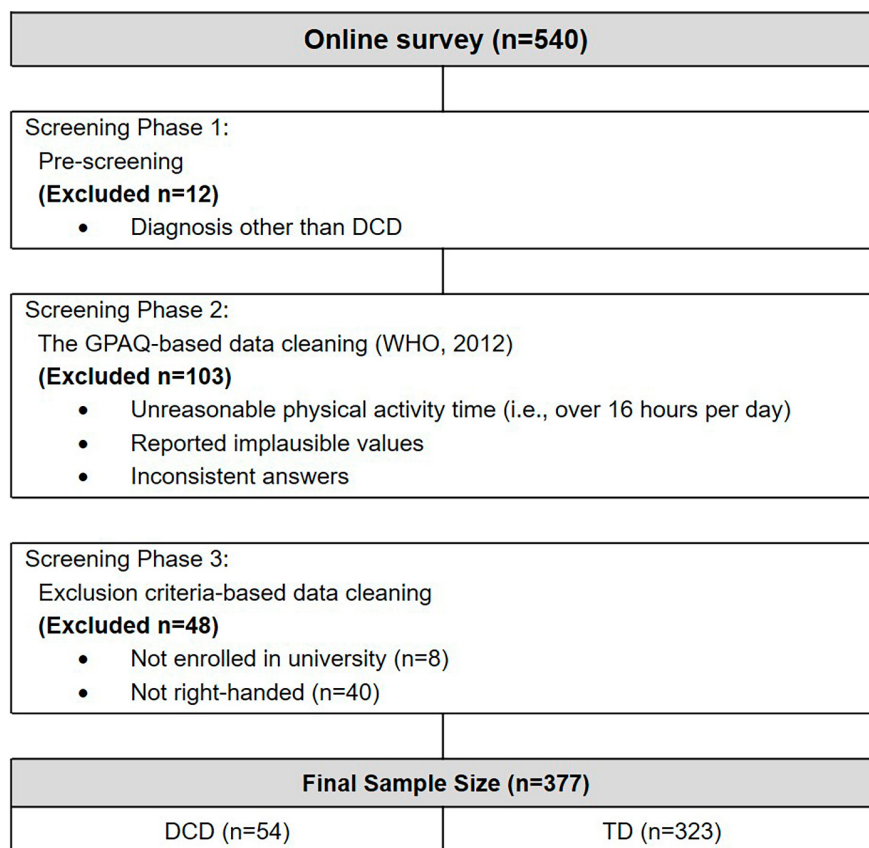 Online survey (n=540)
Screening Phase 1:
Pre-screening
(Excluded n=12)
• Diagnosis other than DCD
Screening Phase 2:
The GPAQ-based data cleaning (WHO, 2012)
(Excluded n=103)
• Unreasonable physical activity time (i.e., over 16 hours per day)
• Reported implausible values
• Inconsistent answers
Screening Phase 3:
Exclusion criteria-based data cleaning
(Excluded n=48)
• Not enrolled in university (n=8)
• Not right-handed (n=40)
Final Sample Size (n=377)
DCD (n=54)
TD (n=323)